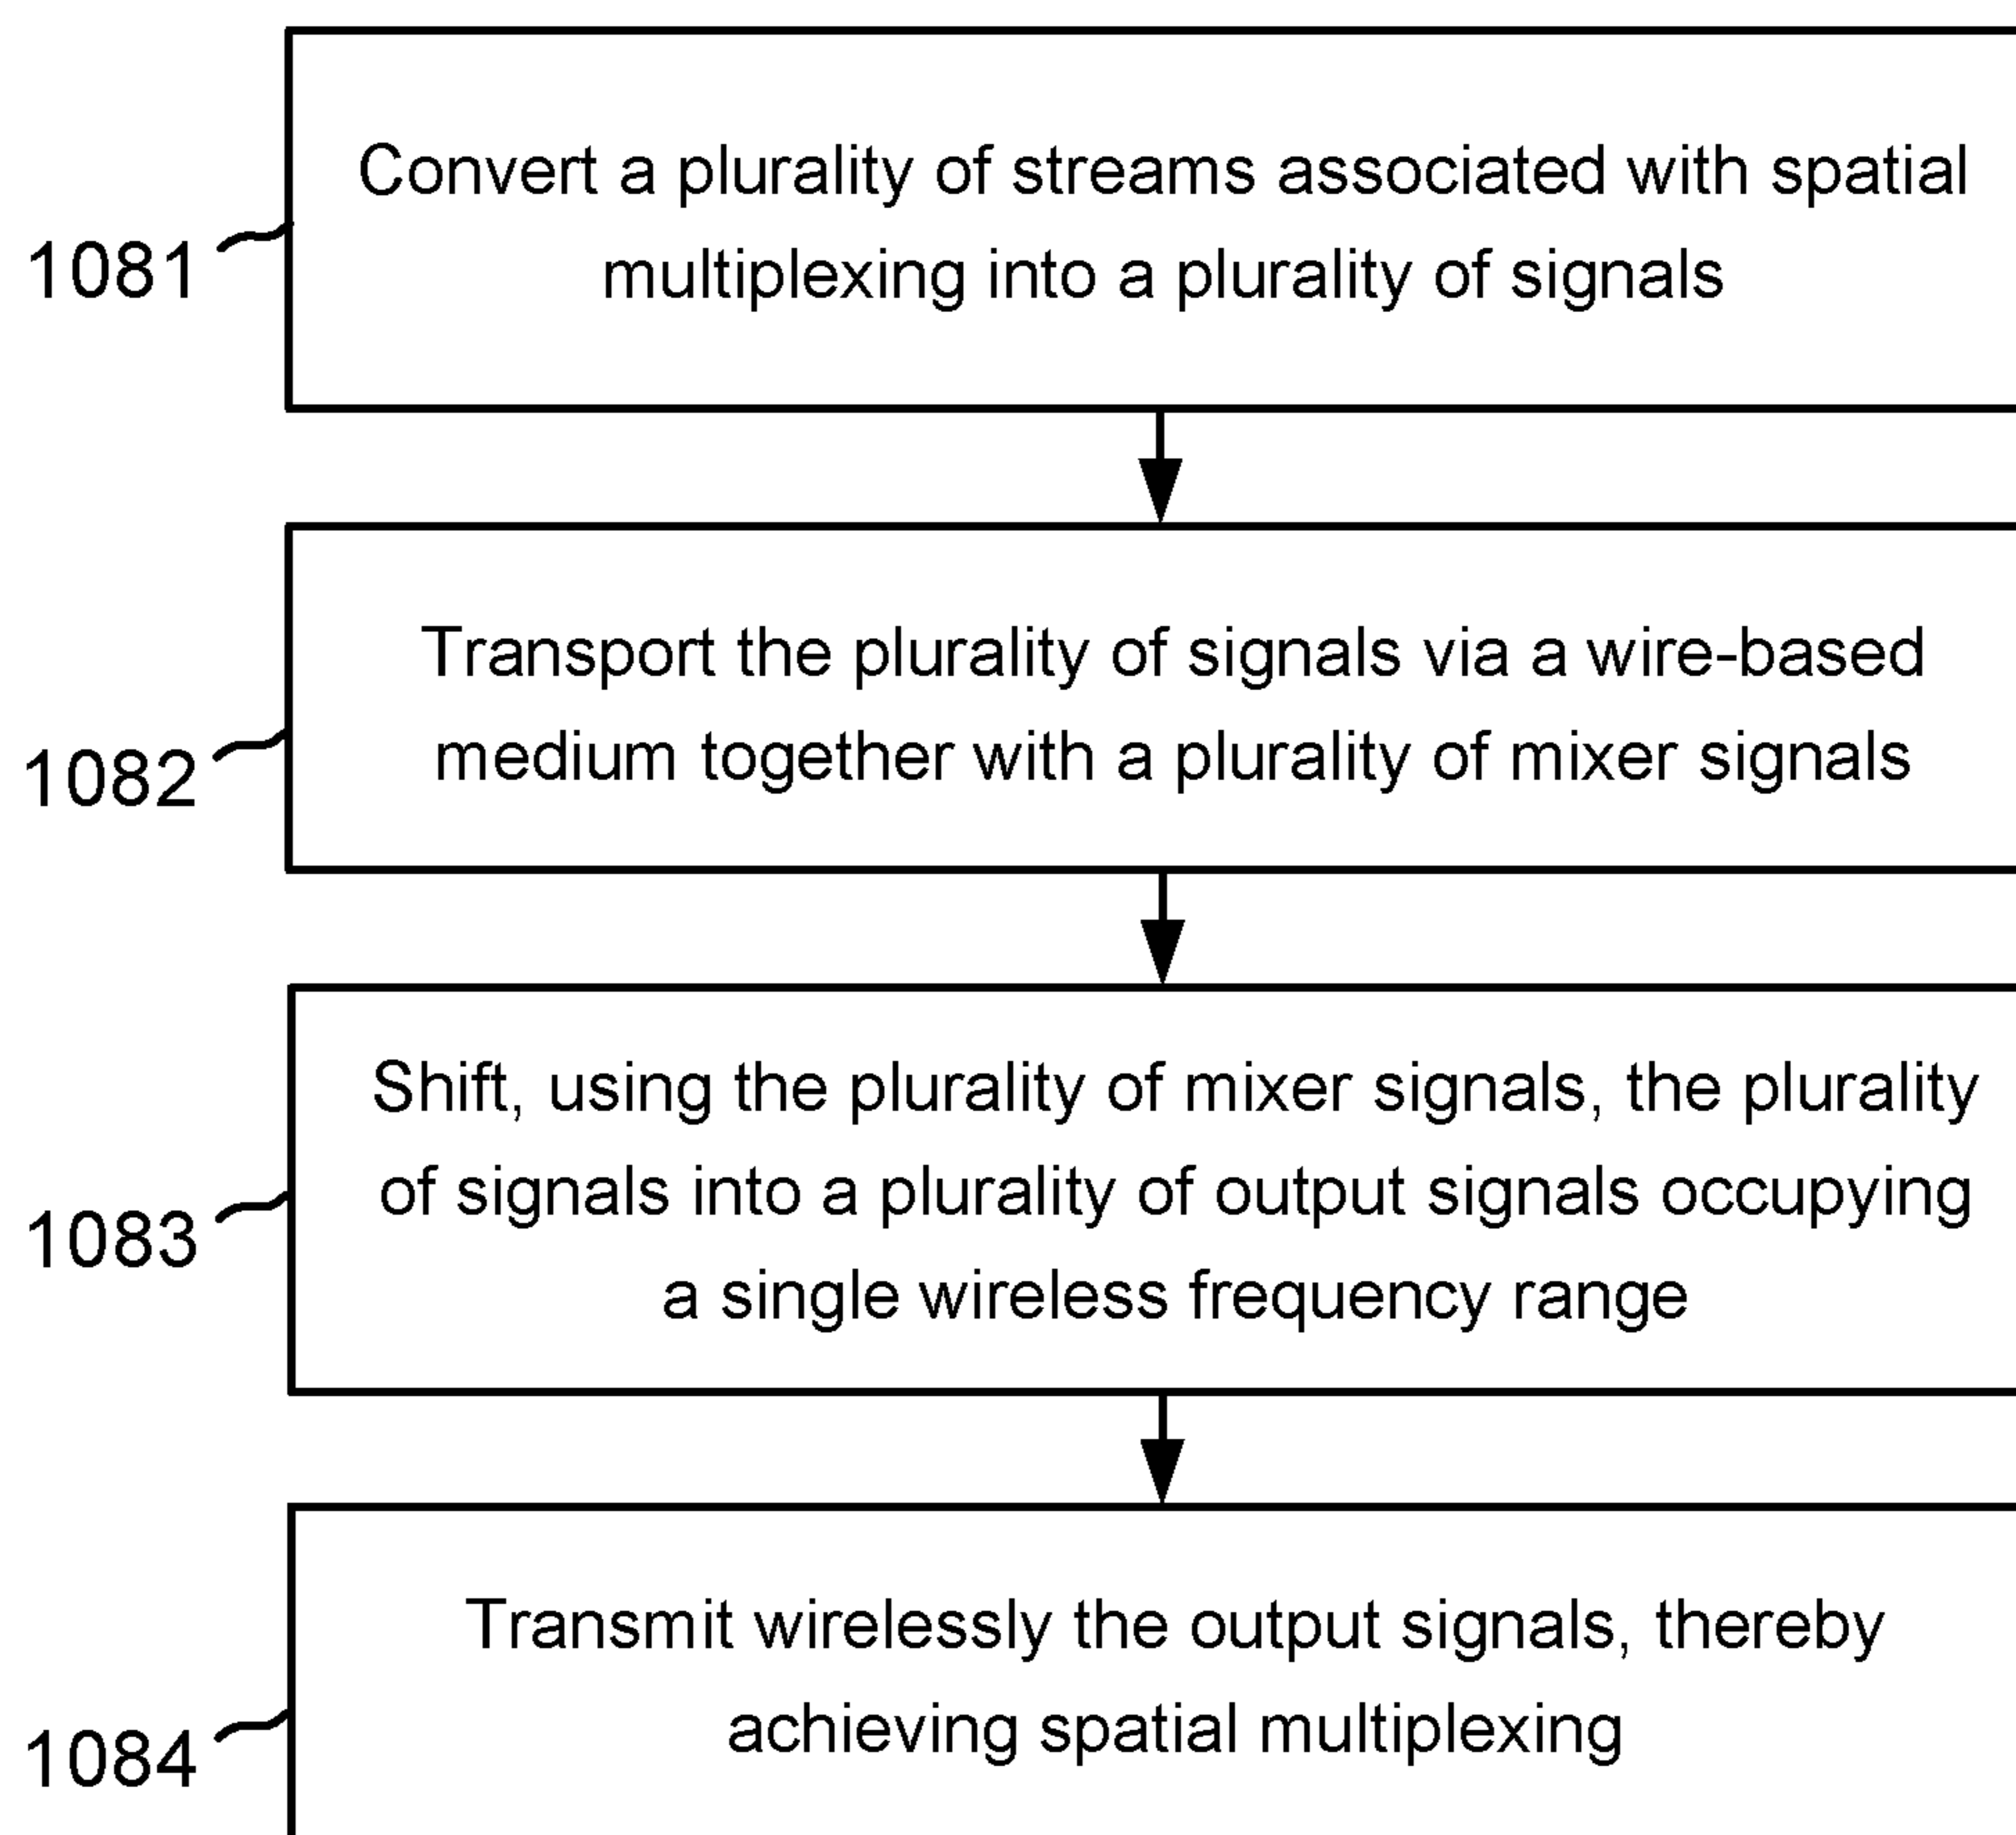 Convert a plurality of streams associated with spatial
multiplexing into a plurality of signals
1081
Transport the plurality of signals via a wire-based
medium together with a plurality of mixer signals
1082
Shift, using the plurality of mixer signals, the plurality
of signals into a plurality of output signals occupying
a single wireless frequency range
1083
Transmit wirelessly the output signals, thereby
achieving spatial multiplexing
1084